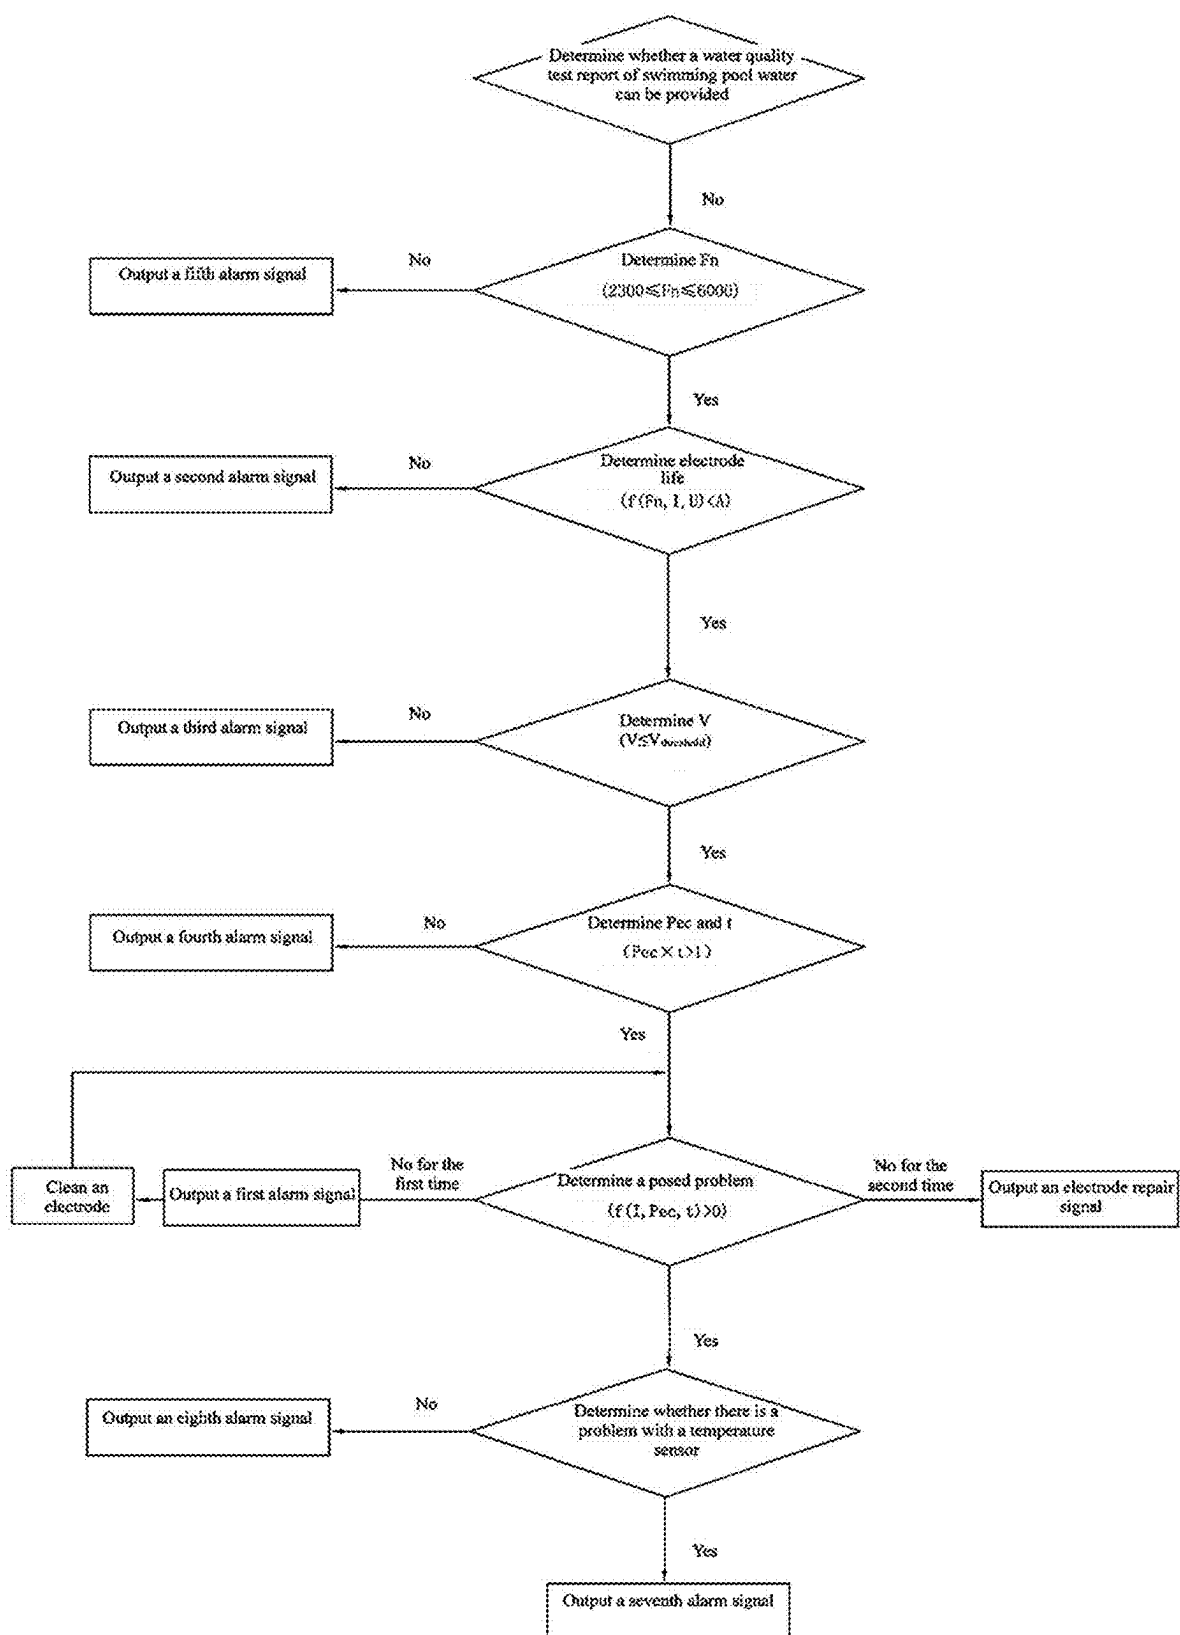 Determine whether a water quality
test report of swimming pool water
can be provided
No
Determine Fn
(2300≤Fn≤6000)
No
Output a fifth alarm signal
Yes
Determine electrode
life
(f(Fn, I, U)<A)
No
Output a second alarm signal
Yes
Determine V
(V≤Vthreshold)
No
Output a third alarm signal
Yes
Determine Pec and t
(Pec×t>1)
No
Output a fourth alarm signal
Yes
Determine a posed problem
(f(I, Pec, t)>0)
No for the
first time
Output a first alarm signal
Clean an
electrode
No for the
second time
Output an electrode repair
signal
Yes
Determine whether there is a
problem with a temperature
sensor
No
Output an eighth alarm signal
Yes
Output a seventh alarm signal